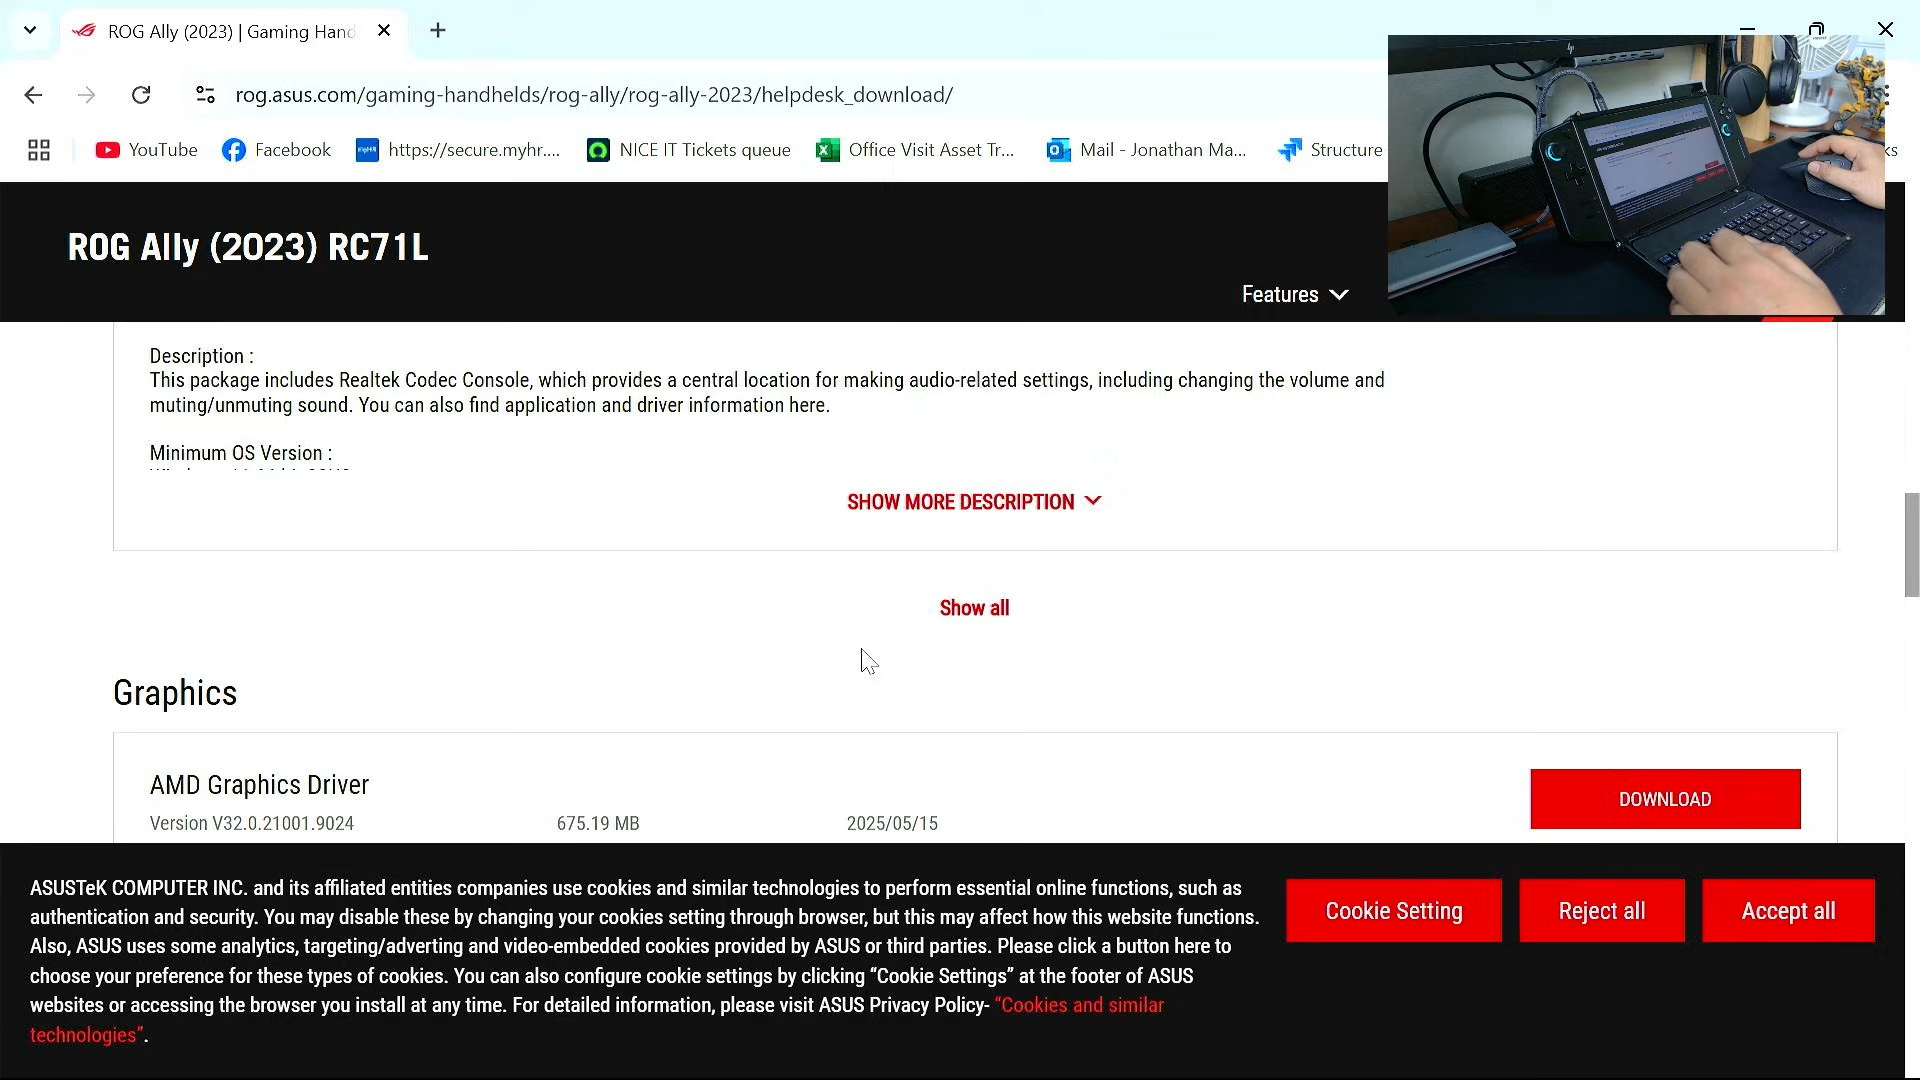 ROG Ally (2023) | Gaming Hand
rog.asus.com/gaming-handhelds/rog-ally/rog-ally-2023/helpdesk_download/
YouTube
Facebook
https://secure.myhr....
NICE IT Tickets queue
Office Visit Asset Tr...
Mail - Jonathan Ma...
Structure
ROG Ally (2023) RC71L
Features
Description :
This package includes Realtek Codec Console, which provides a central location for making audio-related settings, including changing the volume and
muting/unmuting sound. You can also find application and driver information here.
Minimum OS Version :
SHOW MORE DESCRIPTION
Show all
Graphics
AMD Graphics Driver
DOWNLOAD
Version V32.0.21001.9024 675.19 MB 2025/05/15
ASUSTeK COMPUTER INC. and its affiliated entities companies use cookies and similar technologies to perform essential online functions, such as
authentication and security. You may disable these by changing your cookies setting through browser, but this may affect how this website functions.
Also, ASUS uses some analytics, targeting/adverting and video-embedded cookies provided by ASUS or third parties. Please click a button here to
choose your preference for these types of cookies. You can also configure cookie settings by clicking “Cookie Settings” at the footer of ASUS
websites or accessing the browser you install at any time. For detailed information, please visit ASUS Privacy Policy- “Cookies and similar
technologies”.
Cookie Setting
Reject all
Accept all